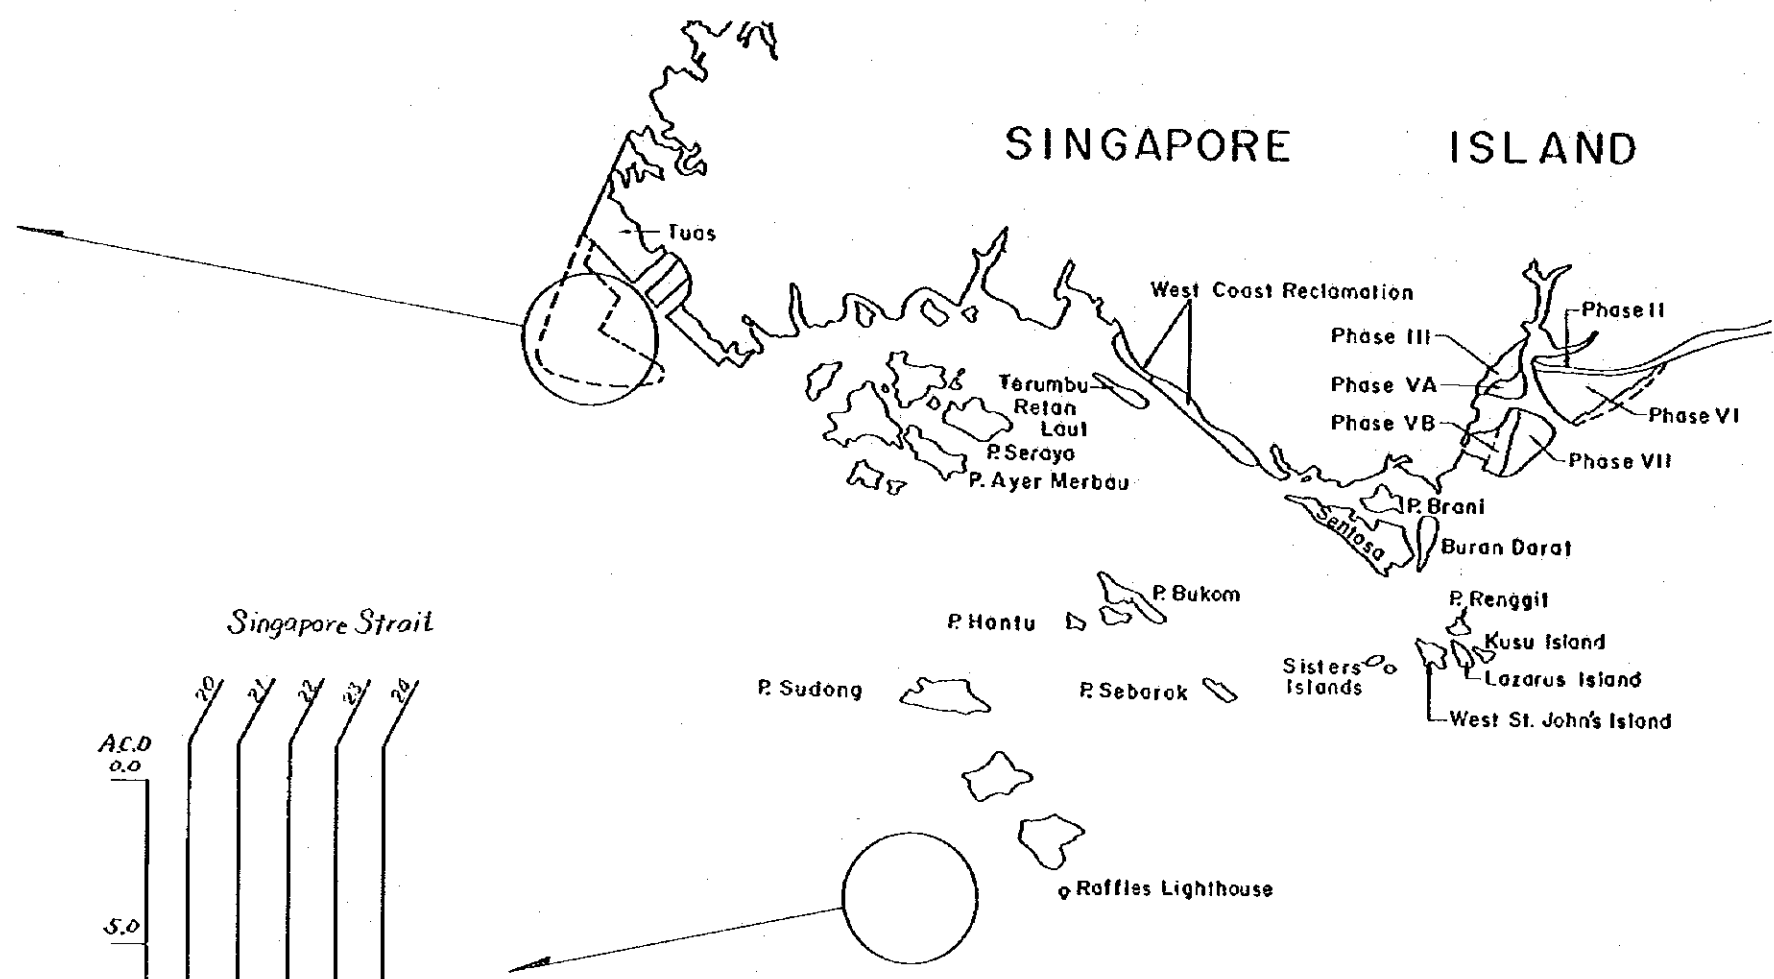 SINGAPORE ISLAND
Tuas
West Coast Reclamation
Phase II
Phase III
Phase VA
Phase VI
Phase VB
Phase VII
Terumbu
Retan
Laut
P. Seraya
P. Ayer Merbau
P. Brani
Sentosa
Buran Darat
P. Bukom
P. Hantu
P. Renggit
Kusu Island
Sisters
Islands
Lazarus Island
West St. John's Island
P. Sudong
P. Sebarok
Raffles Lighthouse
Singapore Strait
20 21 22 23 24
A.C.D
0.0
5.0